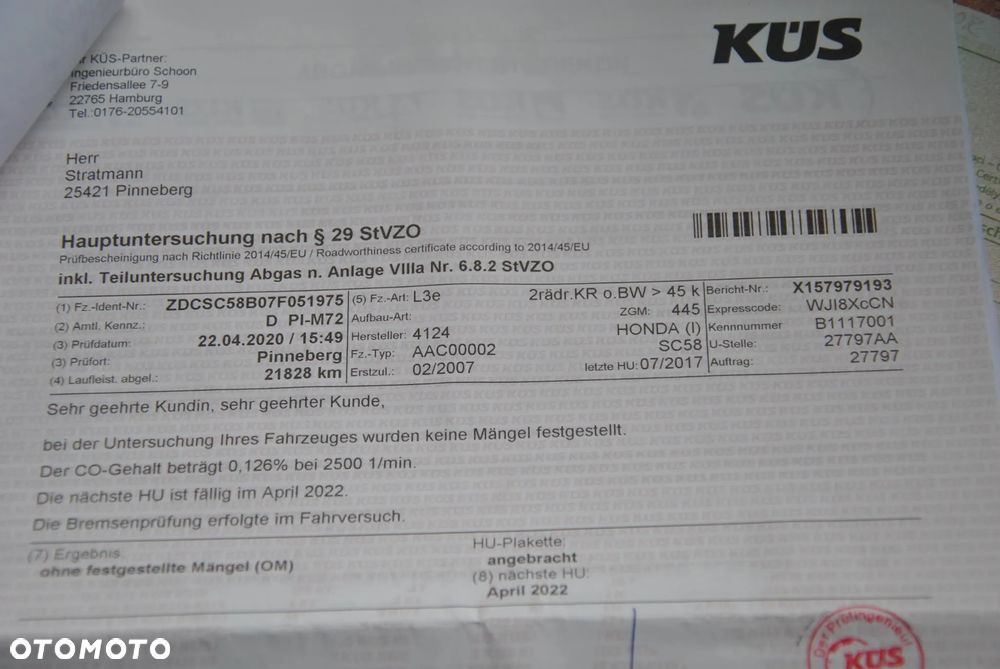 KÜS
r KÜS-Partner:
Ingenieurbüro Schoon
Friedensallee 7-9
22765 Hamburg
Tel.:0176-20554101
Herr
Stratmann
25421 Pinneberg
Hauptuntersuchung nach § 29 StVZO
Prüfbescheinigung nach Richtlinie 2014/45/EU / Roadworthiness certificate according to 2014/45/EU
inkl. Teiluntersuchung Abgas n. Anlage VIIIa Nr. 6.8.2 StVZO
(1) Fz.-Ident-Nr.: ZDCSC58B07F051975 (5) Fz.-Art: L3e 2rädr.KR o.BW > 45 k Bericht-Nr.: X157979193
(2) Amtl. Kennz.: D PI-M72 Aufbau-Art: ZGM: 445 Expresscode: WJI8XcCN
(3) Prüfdatum: 22.04.2020 / 15:49 Hersteller: 4124 HONDA (I) Kennnummer B1117001
(3) Prüfort: Pinneberg Fz.-Typ: AAC00002 SC58 U-Stelle: 27797AA
(4) Laufleist. abgel.: 21828 km Erstzul.: 02/2007 letzte HU: 07/2017 Auftrag: 27797
Sehr geehrte Kundin, sehr geehrter Kunde,
bei der Untersuchung Ihres Fahrzeuges wurden keine Mängel festgestellt.
Der CO-Gehalt beträgt 0,126% bei 2500 1/min.
Die nächste HU ist fällig im April 2022.
Die Bremsenprüfung erfolgte im Fahrversuch.
(7) Ergebnis:
ohne festgestellte Mängel (OM)
HU-Plakette:
angebracht
(8) nächste HU:
April 2022
Der Prüfingenieur
KÜS
OTOMOTO